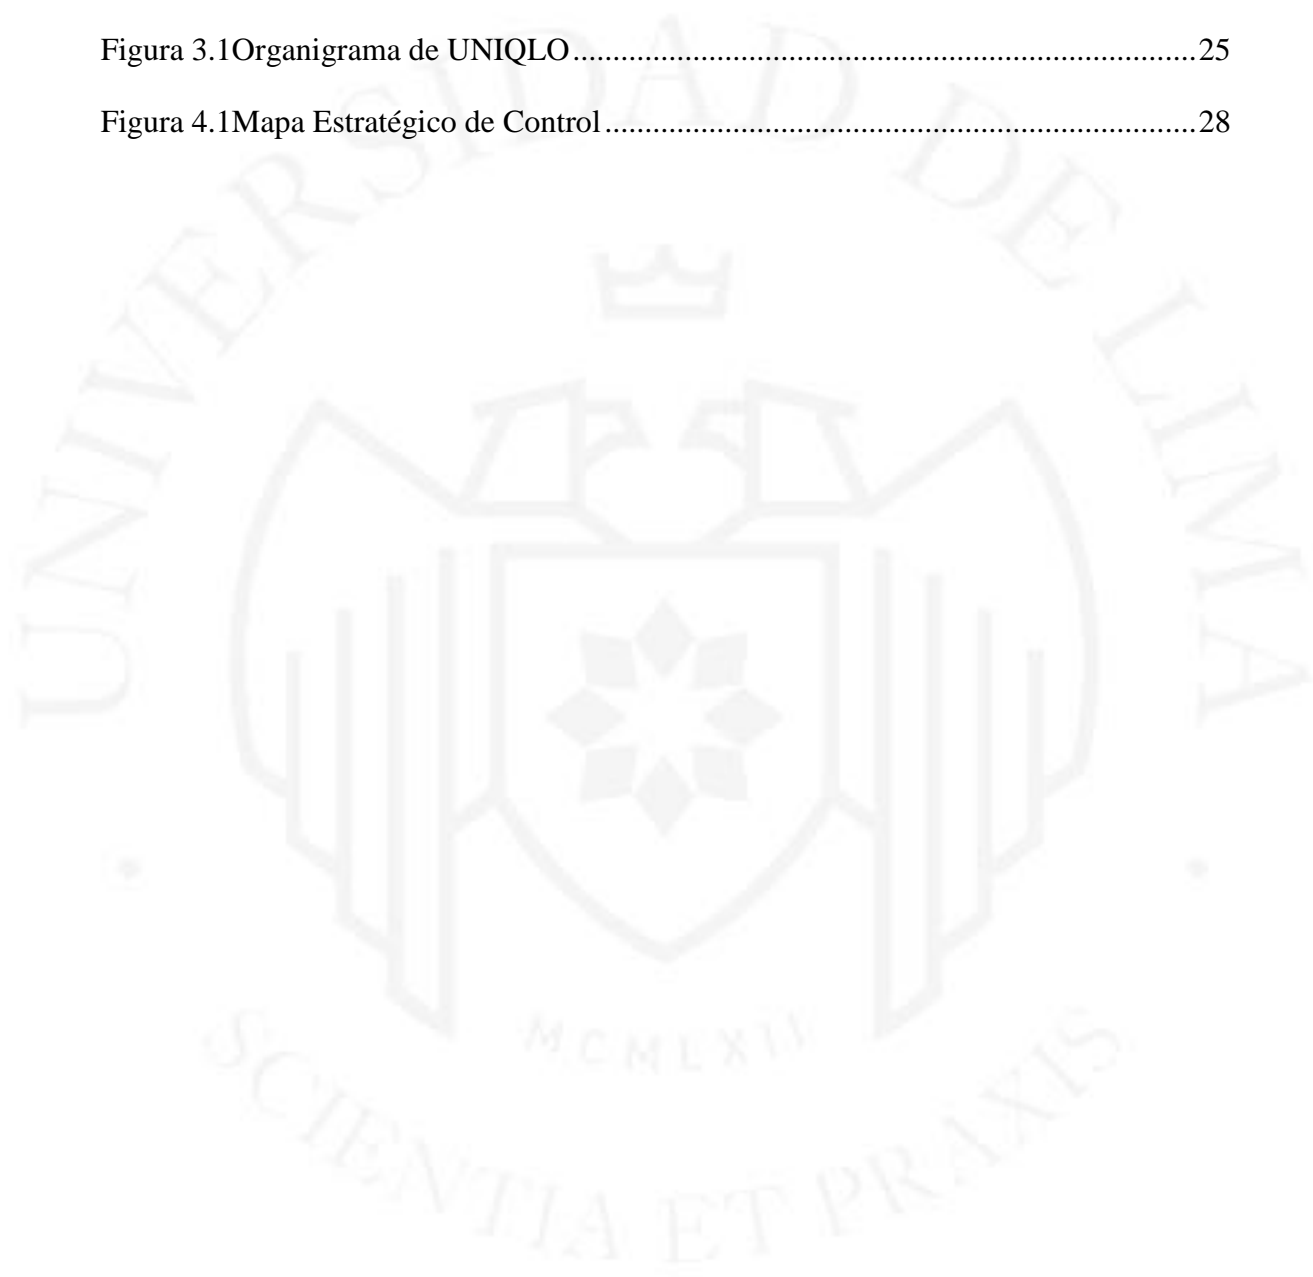 Figura 3.1Organigrama de UNIQLO.......................................................................................25
Figura 4.1Mapa Estratégico de Control..................................................................................28
UNIVERSIDAD DE LIMA
MCMLXII
SCIENTIA ET PRAXIS